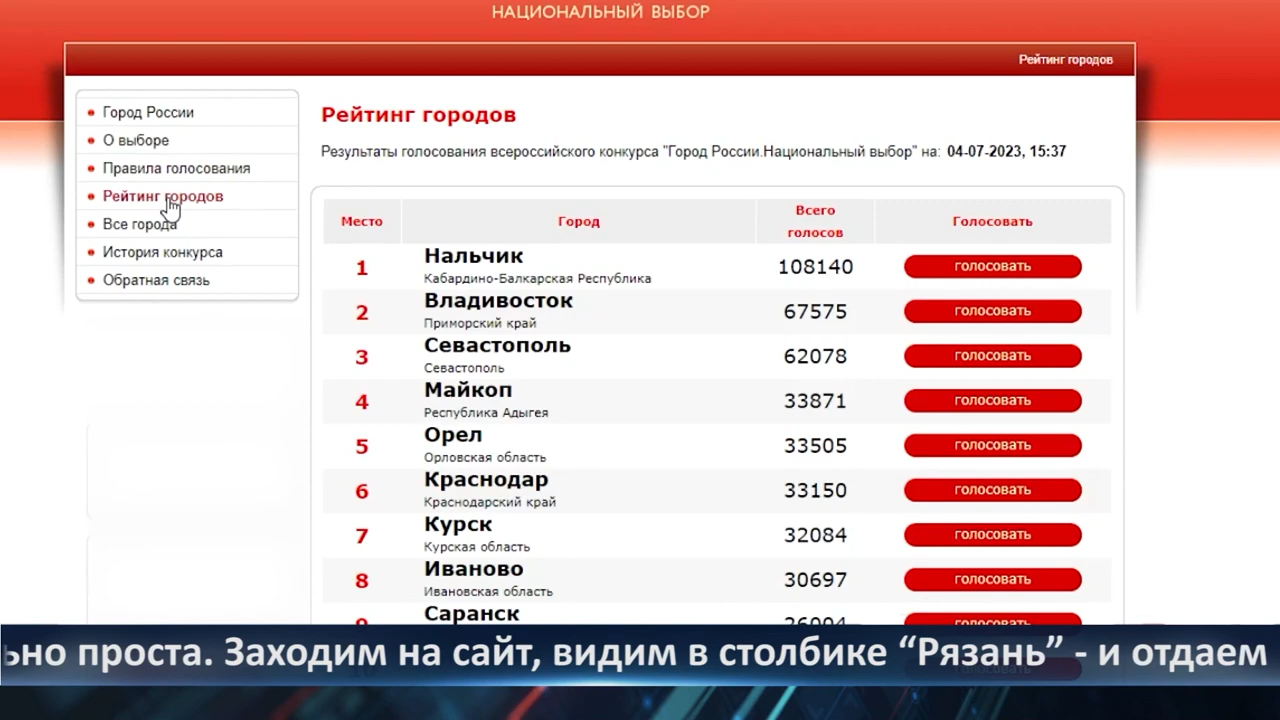 НАЦИОНАЛЬНЫЙ ВЫБОР
Рейтинг городов
Город России
О выборе
Правила голосования
Рейтинг городов
Все города
История конкурса
Обратная связь
Рейтинг городов
Результаты голосования всероссийского конкурса "Город России.Национальный выбор" на: 04-07-2023, 15:37
Место Город Всего голосов Голосовать
1 Нальчик 108140 голосовать
Кабардино-Балкарская Республика
2 Владивосток 67575 голосовать
Приморский край
3 Севастополь 62078 голосовать
Севастополь
4 Майкоп 33871 голосовать
Республика Адыгея
5 Орел 33505 голосовать
Орловская область
6 Краснодар 33150 голосовать
Краснодарский край
7 Курск 32084 голосовать
Курская область
8 Иваново 30697 голосовать
Ивановская область
Саранск голосовать
ьно проста. Заходим на сайт, видим в столбике “Рязань” - и отдаем